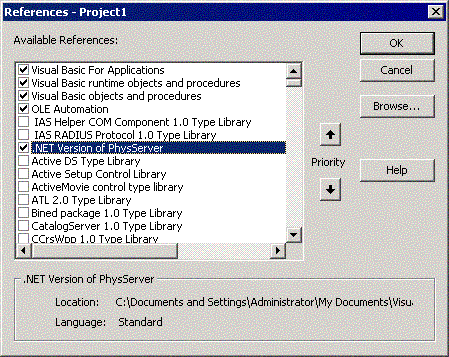 References - Project1
Available References:
OK
Cancel
Browse...
Visual Basic For Applications
Visual Basic runtime objects and procedures
Visual Basic objects and procedures
OLE Automation
IAS Helper COM Component 1.0 Type Library
IAS RADIUS Protocol 1.0 Type Library
.NET Version of PhysServer
Active DS Type Library
Active Setup Control Library
ActiveMovie control type library
ATL 2.0 Type Library
Bined package 1.0 Type Library
CatalogServer 1.0 Type Library
CCrsWpp 1.0 Type Library
Priority
Help
.NET Version of PhysServer
Location: C:\Documents and Settings\Administrator\My Documents\Visua
Language: Standard